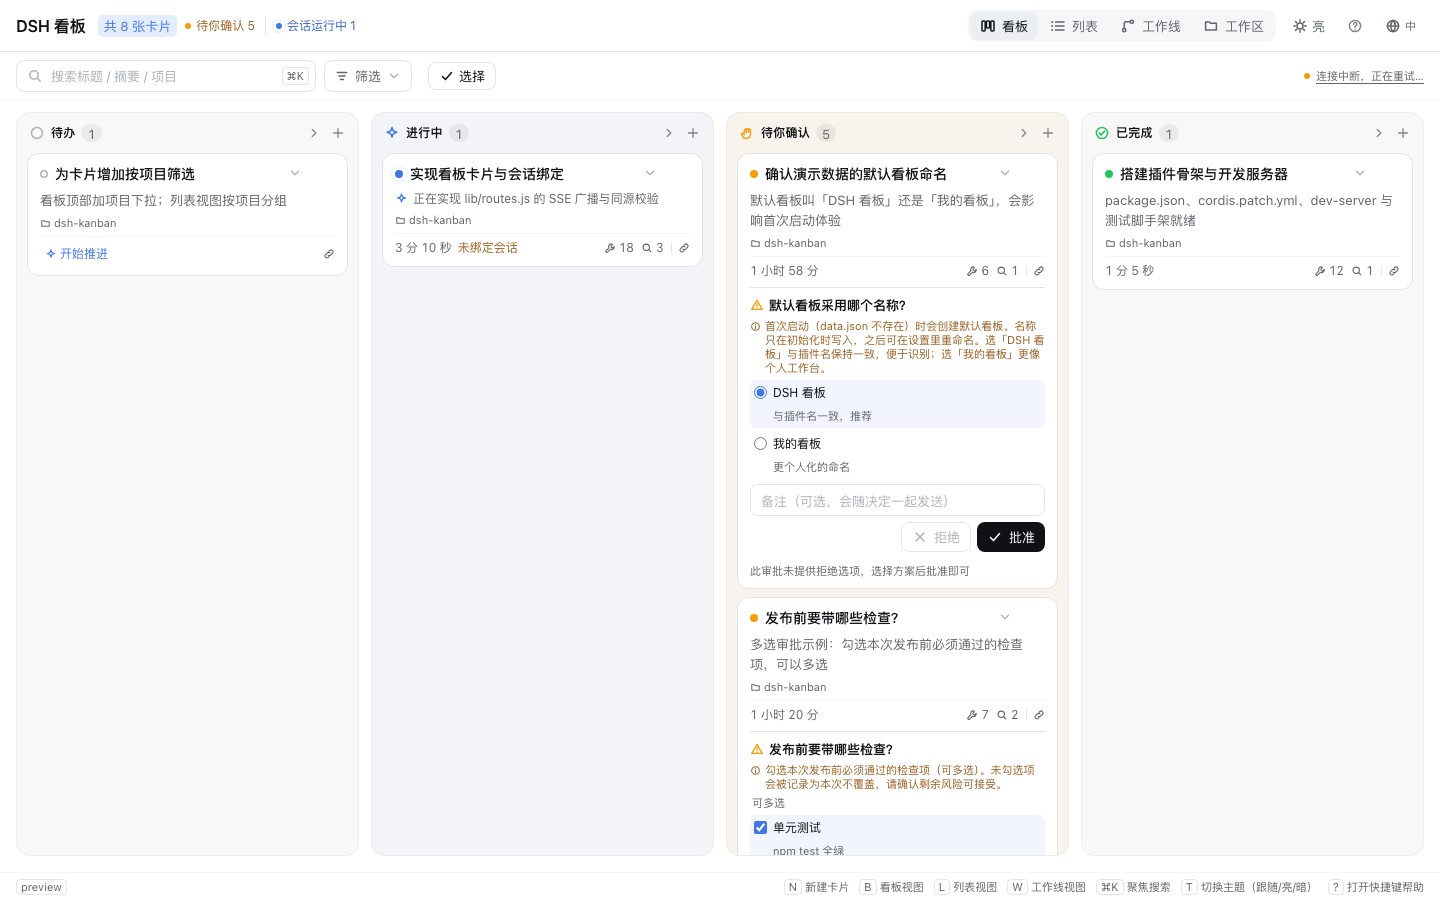 DSH 看板
共 8 张卡片
待你确认 5
会话运行中 1
看板
列表
工作线
工作区
亮
中
搜索标题 / 摘要 / 项目
⌘K
筛选
选择
连接中断，正在重试...
待办 1
为卡片增加按项目筛选
看板顶部加项目下拉；列表视图按项目分组
dsh-kanban
开始推进
进行中 1
实现看板卡片与会话绑定
正在实现 lib/routes.js 的 SSE 广播与同源校验
dsh-kanban
3 分 10 秒 未绑定会话 18 3
待你确认 5
确认演示数据的默认看板命名
默认看板叫「DSH 看板」还是「我的看板」，会影
响首次启动体验
dsh-kanban
1 小时 58 分 6 1
默认看板采用哪个名称？
首次启动（data.json 不存在）时会创建默认看板。名称
只在初始化时写入，之后可在设置里重命名。选「DSH 看
板」与插件名保持一致，便于识别；选「我的看板」更像
个人工作台。
DSH 看板
与插件名一致，推荐
我的看板
更个人化的命名
备注（可选，会随决定一起发送）
拒绝
批准
此审批未提供拒绝选项，选择方案后批准即可
发布前要带哪些检查？
多选审批示例：勾选本次发布前必须通过的检查
项，可以多选
dsh-kanban
1 小时 20 分 7 2
发布前要带哪些检查？
勾选本次发布前必须通过的检查项（可多选）。未勾选项
会被记录为本次不覆盖，请确认剩余风险可接受。
可多选
单元测试
npm test 全绿
已完成 1
搭建插件骨架与开发服务器
package.json、cordis.patch.yml、dev-server 与
测试脚手架就绪
dsh-kanban
1 分 5 秒 12 1
preview
N 新建卡片
B 看板视图
L 列表视图
W 工作线视图
⌘K 聚焦搜索
T 切换主题（跟随/亮/暗）
? 打开快捷键帮助